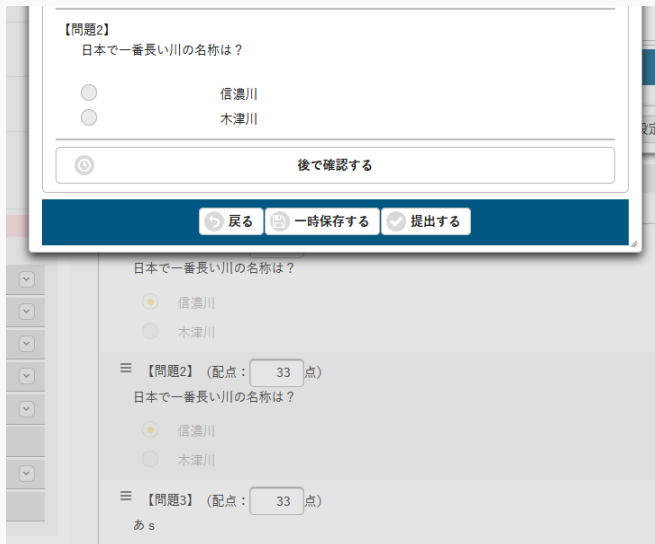 【問題2】
日本で一番長い川の名称は？
信濃川
木津川
後で確認する
戻る 一時保存する 提出する
設定
日本で一番長い川の名称は？
信濃川
木津川
【問題2】 (配点： 33 点)
日本で一番長い川の名称は？
信濃川
木津川
【問題3】 (配点： 33 点)
あｓ